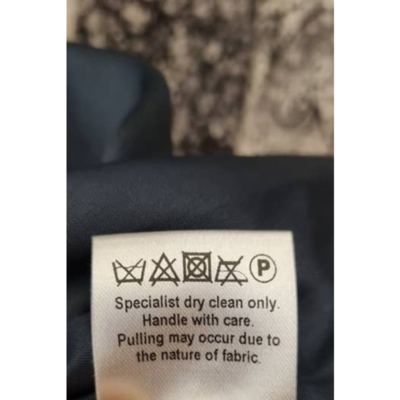 P
Specialist dry clean only.
Handle with care.
Pulling may occur due to
the nature of fabric.